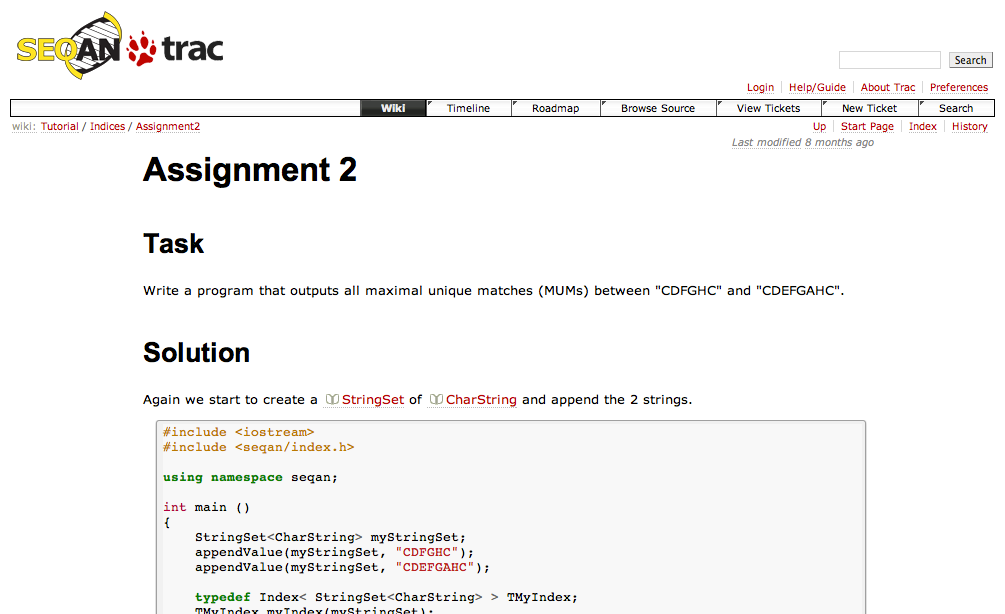 SEQAN trac
Search
Login Help/Guide About Trac Preferences
Wiki Timeline Roadmap Browse Source View Tickets New Ticket Search
wiki: Tutorial / Indices / Assignment2 Up Start Page Index History
Last modified 8 months ago
Assignment 2
Task
Write a program that outputs all maximal unique matches (MUMs) between "CDFGHC" and "CDEFGAHC".
Solution
Again we start to create a StringSet of CharString and append the 2 strings.
#include <iostream>
#include <seqan/index.h>
using namespace seqan;
int main ()
{
StringSet<CharString> myStringSet;
appendValue(myStringSet, "CDFGHC");
appendValue(myStringSet, "CDEFGAHC");
typedef Index< StringSet<CharString> > TMyIndex;
TMyIndex myIndex(myStringSet);